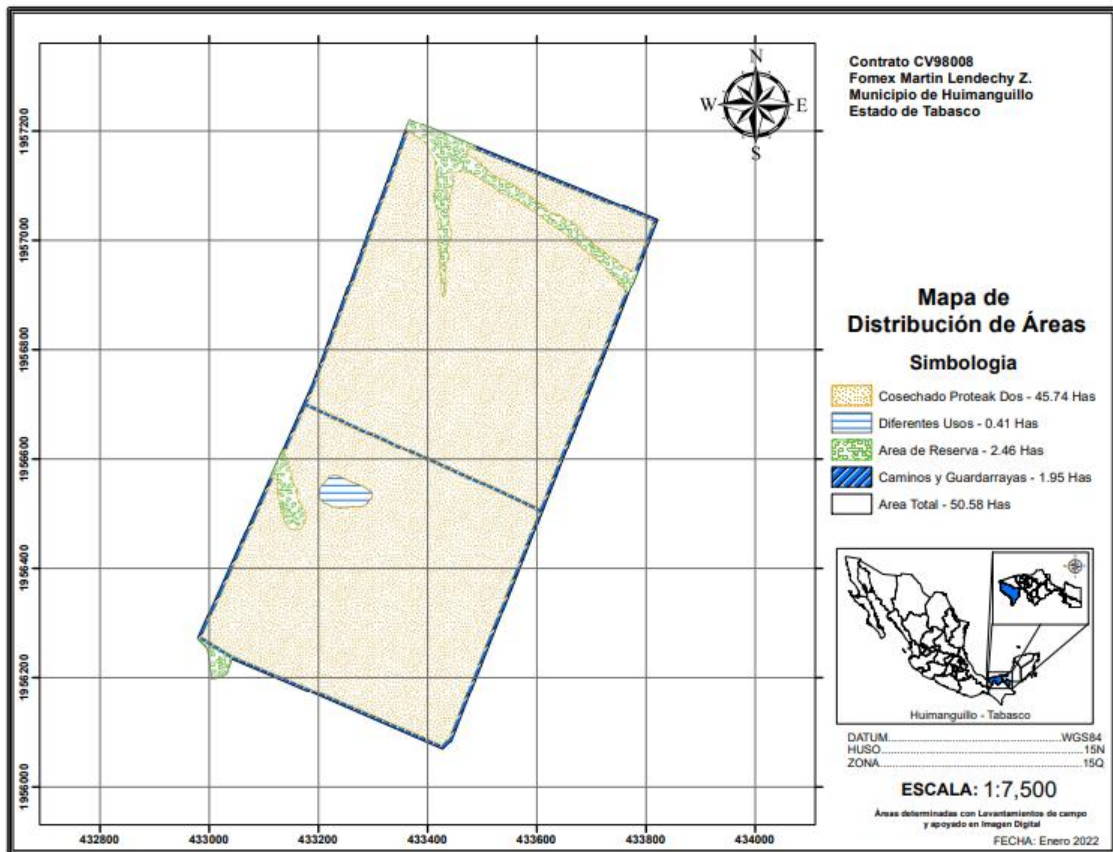 Contrato CV98008
Fomex Martin Lendechy Z.
Municipio de Huimanguillo
Estado de Tabasco
N
W
E
S
1957200
1957000
1956800
1956600
1956400
1956200
1956000
432800
433000
433200
433400
433600
433800
434000
Mapa de
Distribución de Áreas
Simbologia
Cosechado Proteak Dos - 45.74 Has
Diferentes Usos - 0.41 Has
Area de Reserva - 2.46 Has
Caminos y Guardarrayas - 1.95 Has
Area Total - 50.58 Has
Huimanguillo - Tabasco
DATUM..................................................WGS84
HUSO.......................................................15N
ZONA.......................................................15Q
ESCALA: 1:7,500
Áreas determinadas con Levantamientos de campo
y apoyado en Imagen Digital
FECHA: Enero 2022